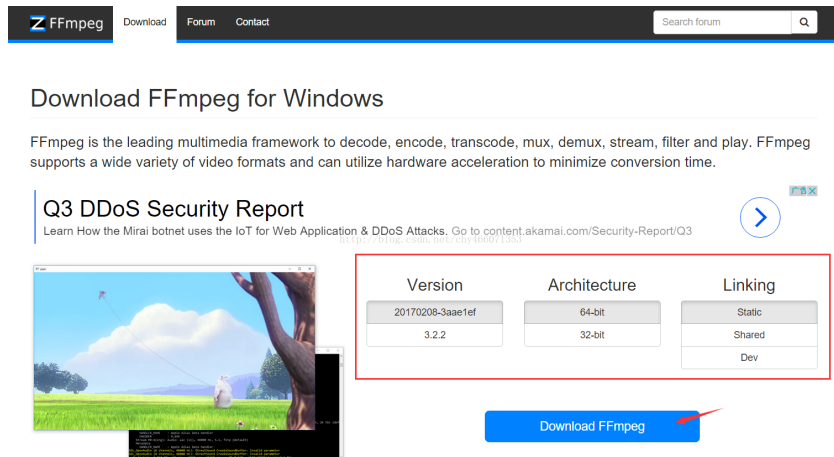 FFmpeg
Download
Forum
Contact
Search forum
Download FFmpeg for Windows
FFmpeg is the leading multimedia framework to decode, encode, transcode, mux, demux, stream, filter and play. FFmpeg
supports a wide variety of video formats and can utilize hardware acceleration to minimize conversion time.
广告
Q3 DDoS Security Report
Learn How the Mirai botnet uses the IoT for Web Application & DDoS Attacks. Go to content.akamai.com/Security-Report/Q3
Version
Architecture
Linking
20170208-3aae1ef
64-bit
Static
3.2.2
32-bit
Shared
Dev
Download FFmpeg